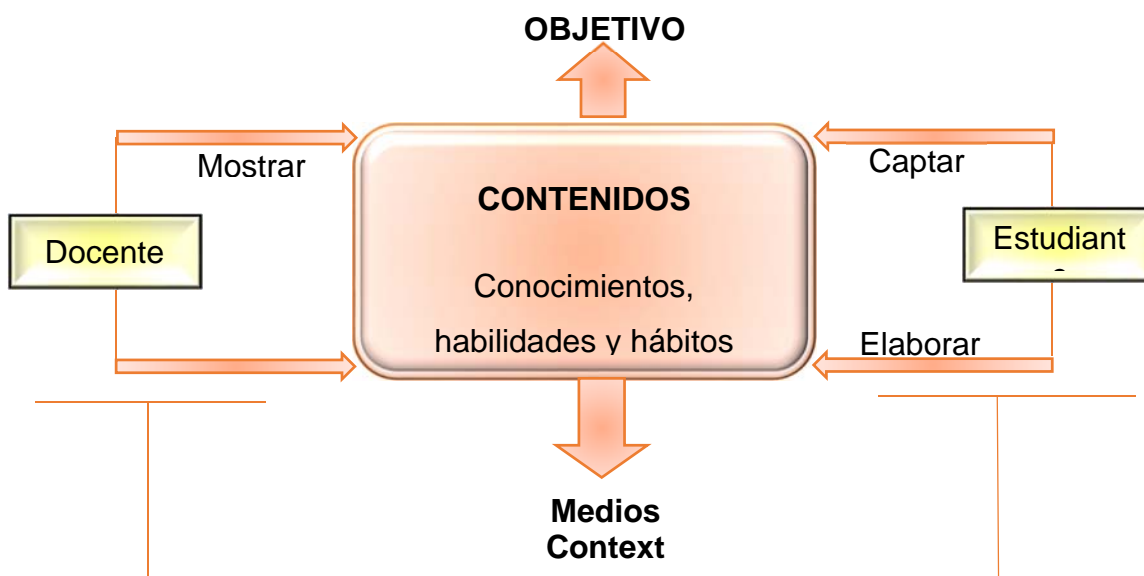 OBJETIVO
Mostrar
Captar
CONTENIDOS
Docente
Estudiant
Conocimientos,
habilidades y hábitos
Elaborar
Medios
Context